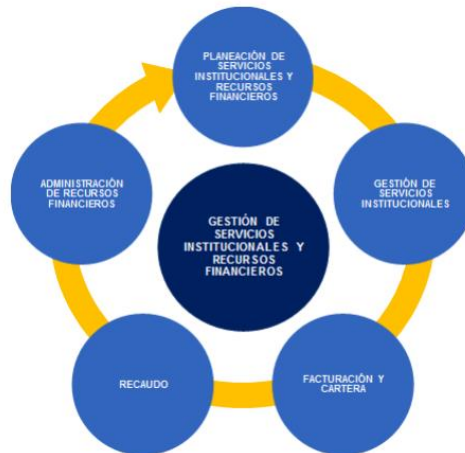 PLANEACIÓN DE
SERVICIOS
INSTITUCIONALES Y
RECURSOS
FINANCIEROS
GESTIÓN DE
SERVICIOS
INSTITUCIONALES
FACTURACIÓN Y
CARTERA
RECAUDO
ADMINISTRACIÓN
DE RECURSOS
FINANCIEROS
GESTIÓN DE
SERVICIOS
INSTITUCIONALES Y
RECURSOS
FINANCIEROS